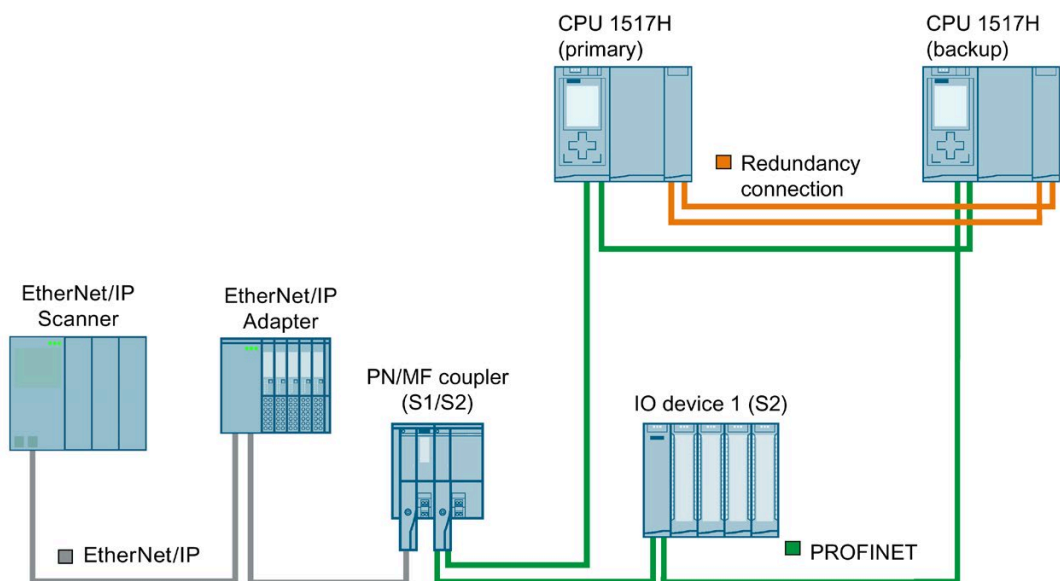 CPU 1517H
(primary)
CPU 1517H
(backup)
Redundancy
connection
EtherNet/IP
Scanner
EtherNet/IP
Adapter
PN/MF coupler
(S1/S2)
IO device 1 (S2)
EtherNet/IP
PROFINET